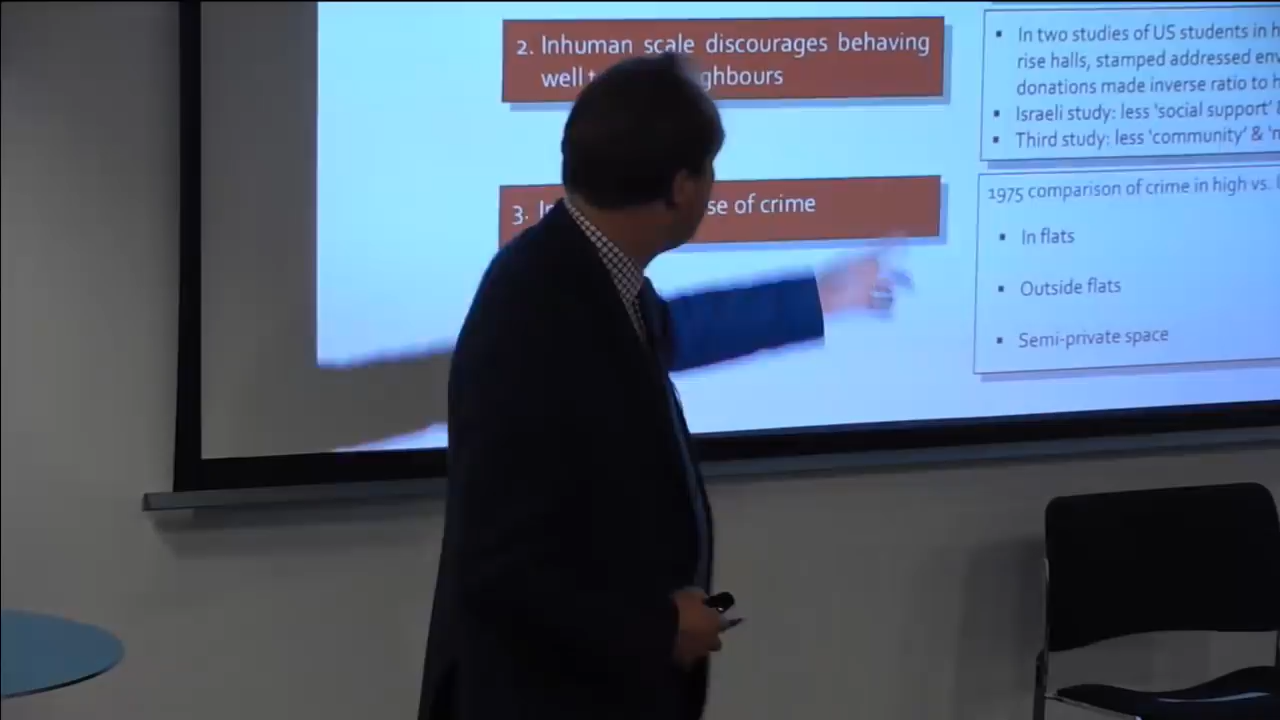 2. Inhuman scale discourages behaving
well ghbours
3. se of crime
▪ In two studies of US students in h
rise halls, stamped addressed env
donations made inverse ratio to h
▪ Israeli study: less 'social support'
▪ Third study: less 'community' & 'n
1975 comparison of crime in high vs.
▪ In flats
▪ Outside flats
▪ Semi-private space